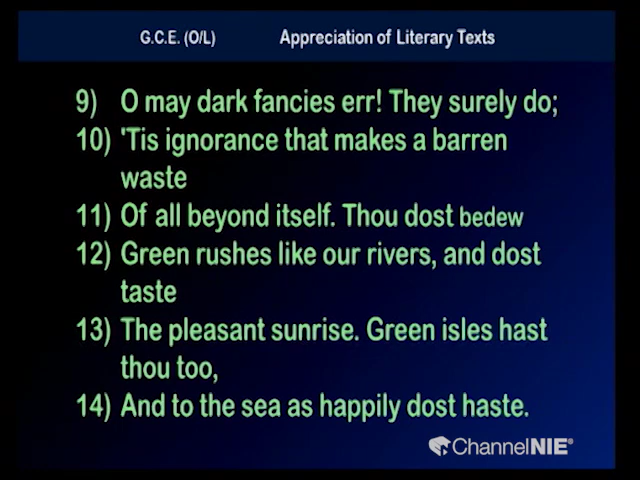 G.C.E. (O/L) Appreciation of Literary Texts
9) O may dark fancies err! They surely do;
10) 'Tis ignorance that makes a barren
waste
11) Of all beyond itself. Thou dost bedew
12) Green rushes like our rivers, and dost
taste
13) The pleasant sunrise. Green isles hast
thou too,
14) And to the sea as happily dost haste.
ChannelNIE®